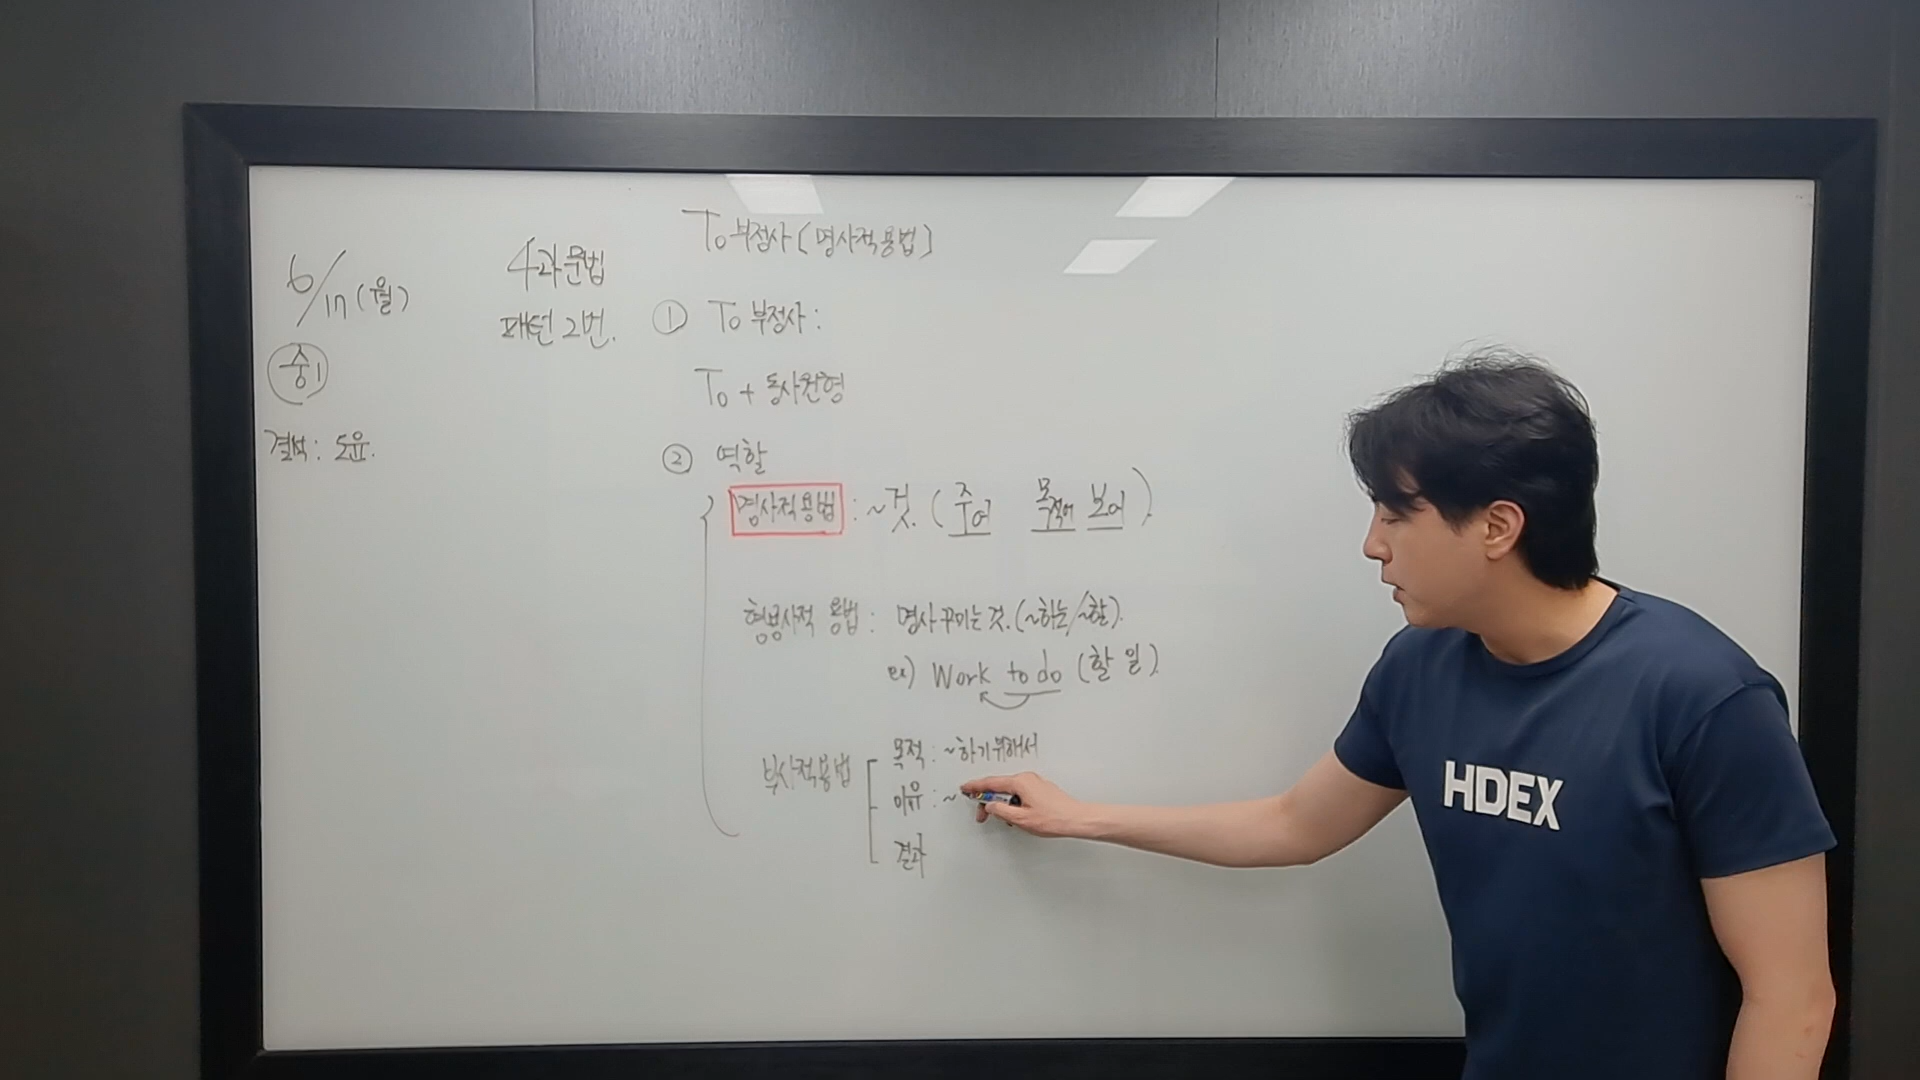 6/17(월)
중1
결석: 도윤.
4과 문법
패턴 2번.
To 부정사 (명사적용법)
① To 부정사 :
To + 동사원형
② 역할
명사적용법 : ~것. (주어 목적어 보어).
형용사적 용법 : 명사 꾸미는 것. (~하는/~할).
ex) Work to do (할 일).
부사적용법
목적 : ~하기위해서
이유 : ~
결과
HDEX